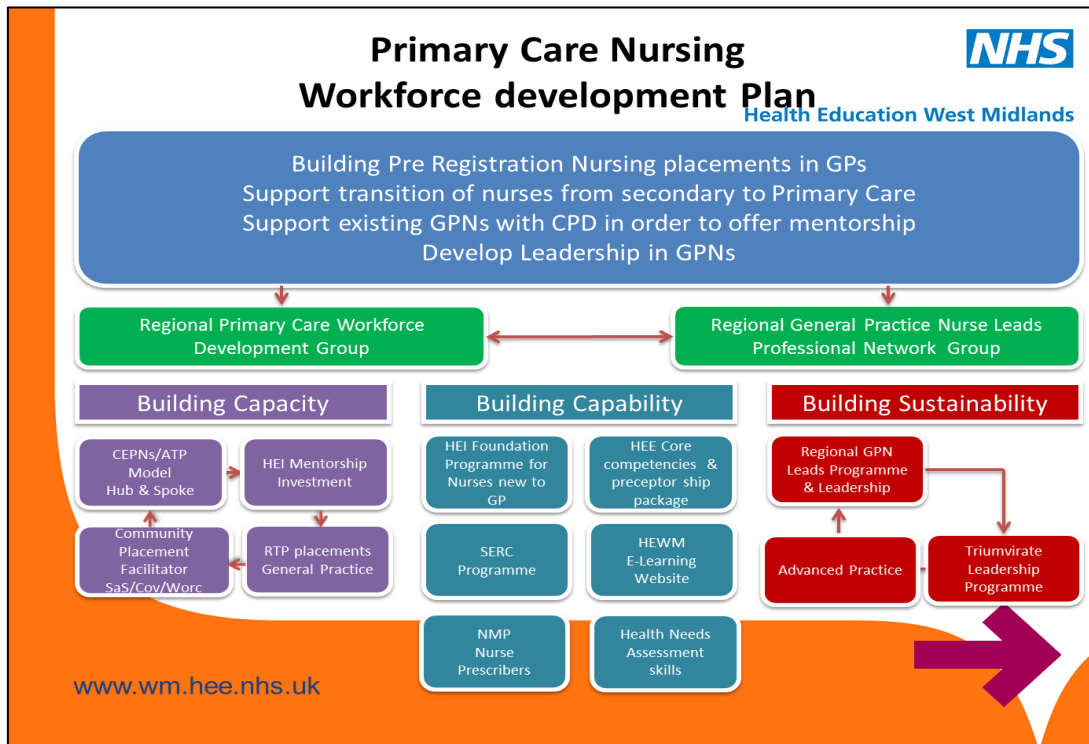 Primary Care Nursing
Workforce development Plan
NHS
Health Education West Midlands
Building Pre Registration Nursing placements in GPs
Support transition of nurses from secondary to Primary Care
Support existing GPNs with CPD in order to offer mentorship
Develop Leadership in GPNs
Regional Primary Care Workforce
Development Group
Regional General Practice Nurse Leads
Professional Network Group
Building Capacity
CEPNs/ATP
Model
Hub & Spoke
HEI Mentorship
Investment
Community
Placement
Facilitator
SaS/Cov/Worc
RTP placements
General Practice
Building Capability
HEI Foundation
Programme for
Nurses new to
GP
HEE Core
competencies &
preceptor ship
package
SERC
Programme
HEWM
E-Learning
Website
NMP
Nurse
Prescribers
Health Needs
Assessment
skills
Building Sustainability
Regional GPN
Leads Programme
& Leadership
Advanced Practice
Triumvirate
Leadership
Programme
www.wm.hee.nhs.uk